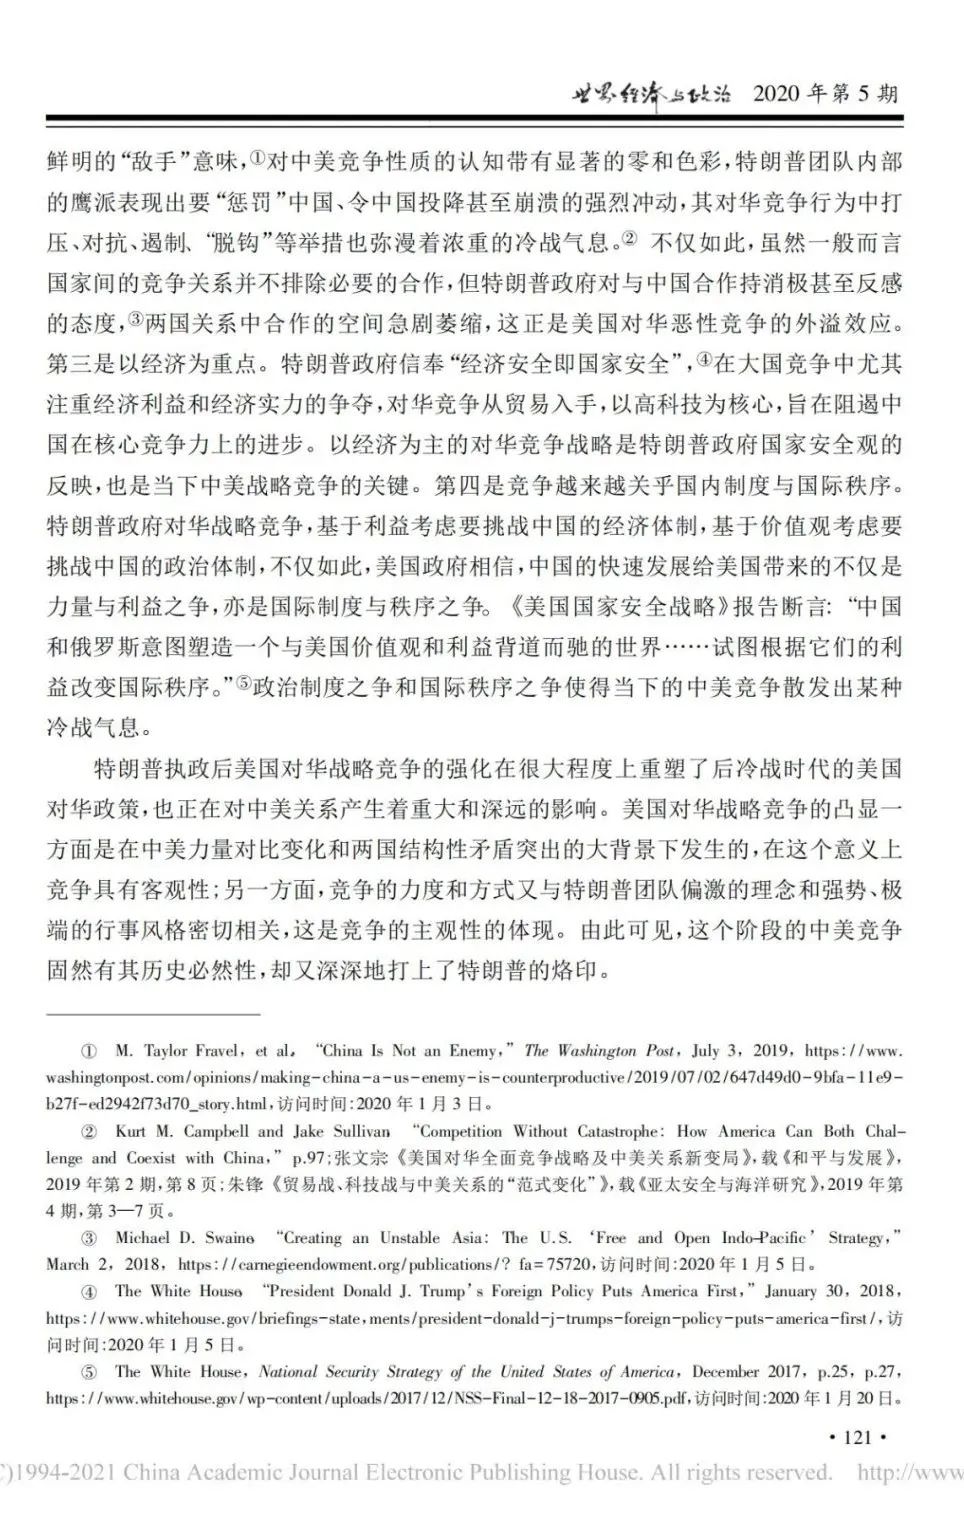 世界经济与政治 2020 年第 5 期
鲜明的“敌手”意味,①对中美竞争性质的认知带有显著的零和色彩,特朗普团队内部
的鹰派表现出要“惩罚”中国、令中国投降甚至崩溃的强烈冲动,其对华竞争行为中打
压、对抗、遏制、“脱钩”等举措也弥漫着浓重的冷战气息。② 不仅如此,虽然一般而言
国家间的竞争关系并不排除必要的合作,但特朗普政府对与中国合作持消极甚至反感
的态度,③两国关系中合作的空间急剧萎缩,这正是美国对华恶性竞争的外溢效应。
第三是以经济为重点。特朗普政府信奉“经济安全即国家安全”,④在大国竞争中尤其
注重经济利益和经济实力的争夺,对华竞争从贸易入手,以高科技为核心,旨在阻遏中
国在核心竞争力上的进步。以经济为主的对华竞争战略是特朗普政府国家安全观的
反映,也是当下中美战略竞争的关键。第四是竞争越来越关乎国内制度与国际秩序。
特朗普政府对华战略竞争,基于利益考虑要挑战中国的经济体制,基于价值观考虑要
挑战中国的政治体制,不仅如此,美国政府相信,中国的快速发展给美国带来的不仅是
力量与利益之争,亦是国际制度与秩序之争。《美国国家安全战略》报告断言:“中国
和俄罗斯意图塑造一个与美国价值观和利益背道而驰的世界……试图根据它们的利
益改变国际秩序。”⑤政治制度之争和国际秩序之争使得当下的中美竞争散发出某种
冷战气息。
特朗普执政后美国对华战略竞争的强化在很大程度上重塑了后冷战时代的美国
对华政策,也正在对中美关系产生着重大和深远的影响。美国对华战略竞争的凸显一
方面是在中美力量对比变化和两国结构性矛盾突出的大背景下发生的,在这个意义上
竞争具有客观性;另一方面,竞争的力度和方式又与特朗普团队偏激的理念和强势、极
端的行事风格密切相关,这是竞争的主观性的体现。由此可见,这个阶段的中美竞争
固然有其历史必然性,却又深深地打上了特朗普的烙印。
① M. Taylor Fravel, et al., “China Is Not an Enemy,” The Washington Post, July 3, 2019, https://www.
washingtonpost.com/opinions/making-china-a-us-enemy-is-counterproductive/2019/07/02/647d49d0-9bfa-11e9-
b27f-ed2942f73d70_story.html,访问时间:2020 年 1 月 3 日。
② Kurt M. Campbell and Jake Sullivan, “Competition Without Catastrophe: How America Can Both Chal-
lenge and Coexist with China,” p.97;张文宗:《美国对华全面竞争战略及中美关系新变局》,载《和平与发展》,
2019 年第 2 期,第 8 页;朱锋:《贸易战、科技战与中美关系的“范式变化”》,载《亚太安全与海洋研究》,2019 年第
4 期,第 3—7 页。
③ Michael D. Swaine, “Creating an Unstable Asia: The U.S. ‘Free and Open Indo-Pacific’ Strategy,”
March 2, 2018, https://carnegieendowment.org/publications/? fa=75720,访问时间:2020 年 1 月 5 日。
④ The White House, “President Donald J. Trump’s Foreign Policy Puts America First,” January 30, 2018,
https://www.whitehouse.gov/briefings-state,ments/president-donald-j-trumps-foreign-policy-puts-america-first/,访
问时间:2020 年 1 月 5 日。
⑤ The White House, National Security Strategy of the United States of America, December 2017, p.25, p.27,
https://www.whitehouse.gov/wp-content/uploads/2017/12/NSS-Final-12-18-2017-0905.pdf,访问时间:2020 年 1 月 20 日。
· 121 ·
C)1994-2021 China Academic Journal Electronic Publishing House. All rights reserved. http://www